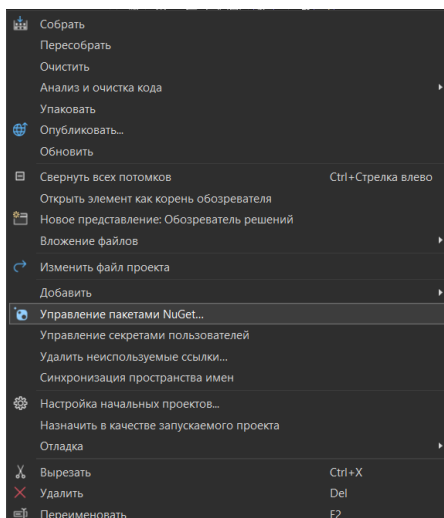 Собрать
Пересобрать
Очистить
Анализ и очистка кода
Упаковать
Опубликовать...
Обновить
Свернуть всех потомков Ctrl+Стрелка влево
Открыть элемент как корень обозревателя
Новое представление: Обозреватель решений
Вложение файлов
Изменить файл проекта
Добавить
Управление пакетами NuGet...
Управление секретами пользователей
Удалить неиспользуемые ссылки...
Синхронизация пространства имен
Настройка начальных проектов...
Назначить в качестве запускаемого проекта
Отладка
Вырезать Ctrl+X
Удалить Del
Переименовать F2